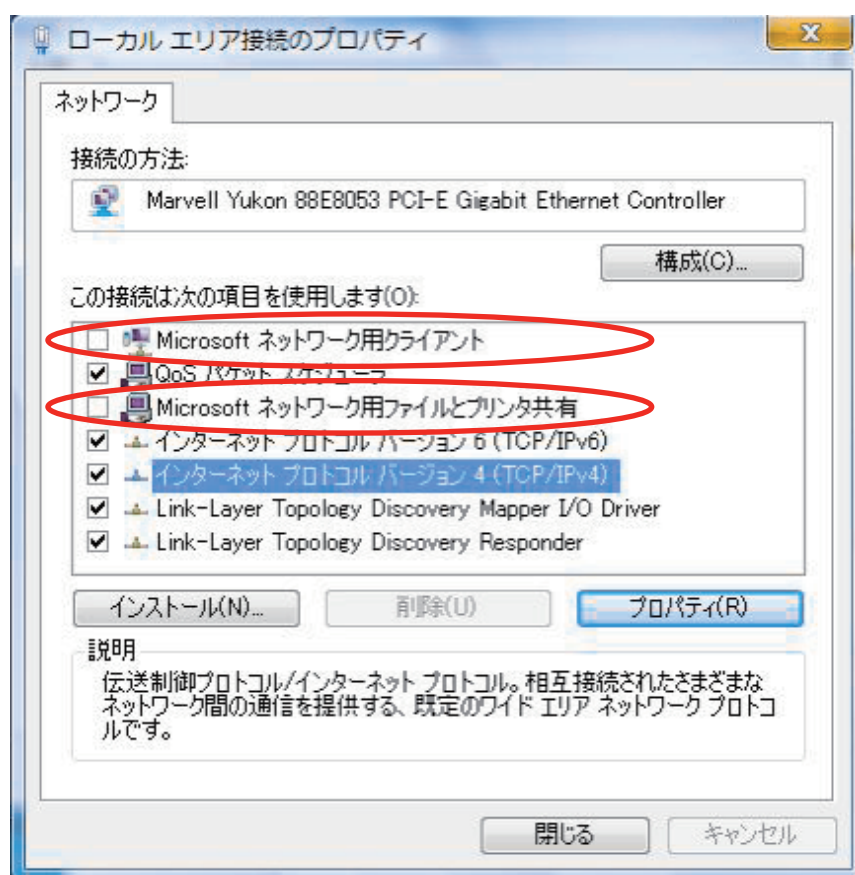 ローカル エリア接続のプロパティ
ネットワーク
接続の方法:
Marvell Yukon 88E8053 PCI-E Gigabit Ethernet Controller
構成(C)...
この接続は次の項目を使用します(O):
Microsoft ネットワーク用クライアント
QoS パケット スケジューラ
Microsoft ネットワーク用ファイルとプリンタ共有
インターネット プロトコル バージョン 6 (TCP/IPv6)
インターネット プロトコル バージョン 4 (TCP/IPv4)
Link-Layer Topology Discovery Mapper I/O Driver
Link-Layer Topology Discovery Responder
インストール(N)...
削除(U)
プロパティ(R)
説明
伝送制御プロトコル/インターネット プロトコル。相互接続されたさまざまな
ネットワーク間の通信を提供する、既定のワイド エリア ネットワーク プロトコ
ルです。
閉じる
キャンセル